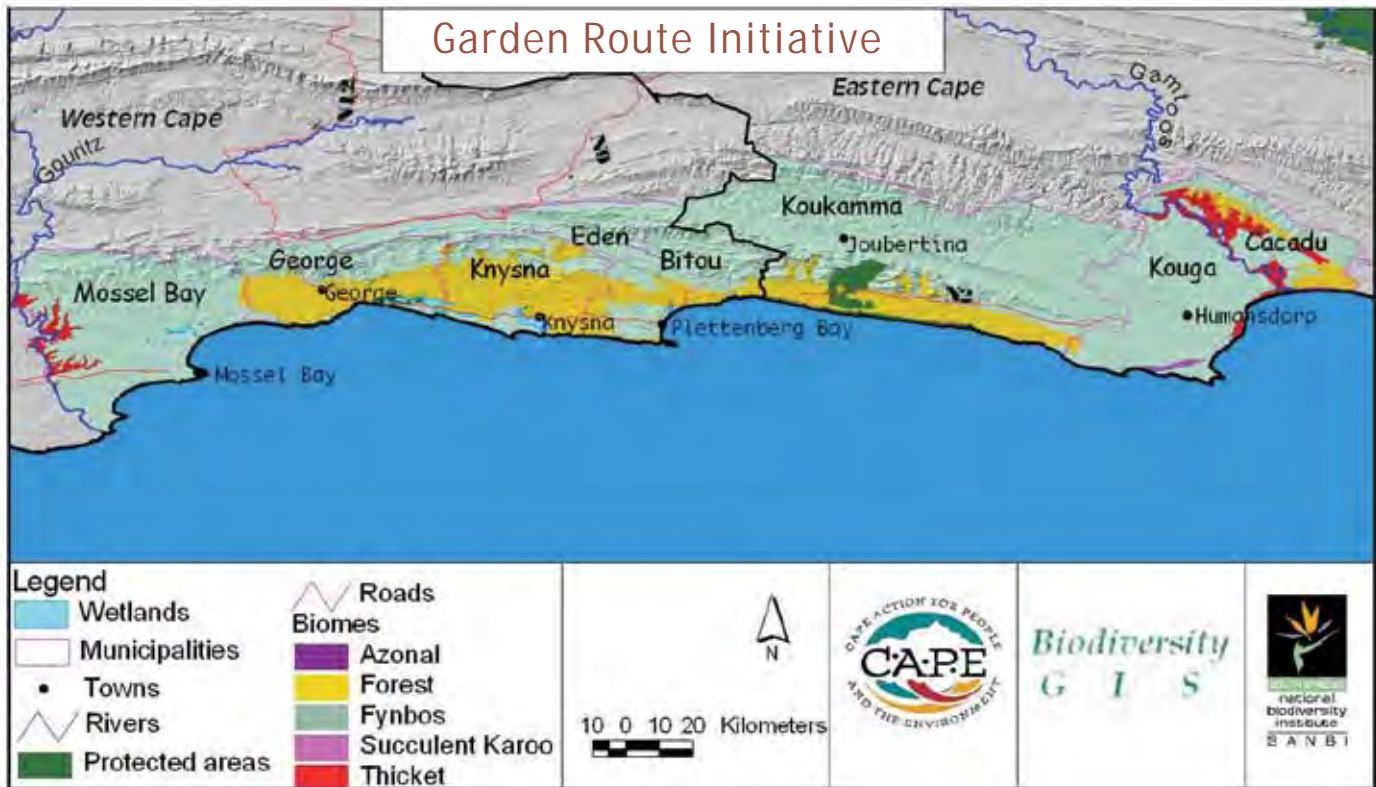 Garden Route Initiative
Western Cape
Eastern Cape
N12
N9
Gouritz
Gamtoos
Koukamma
Joubertina
Eden
George
Knysna
Bitou
Cacadu
Kouga
Mossel Bay
George
N2
Knysna
Plettenberg Bay
Humansdorp
Mossel Bay
Legend
Wetlands
Municipalities
Towns
Rivers
Protected areas
Roads
Biomes
Azonal
Forest
Fynbos
Succulent Karoo
Thicket
N
10 0 10 20 Kilometers
CAPE ACTION FOR PEOPLE
C·A·P·E
AND THE ENVIRONMENT
Biodiversity
G I S
national
biodiversity
institute
S A N B I